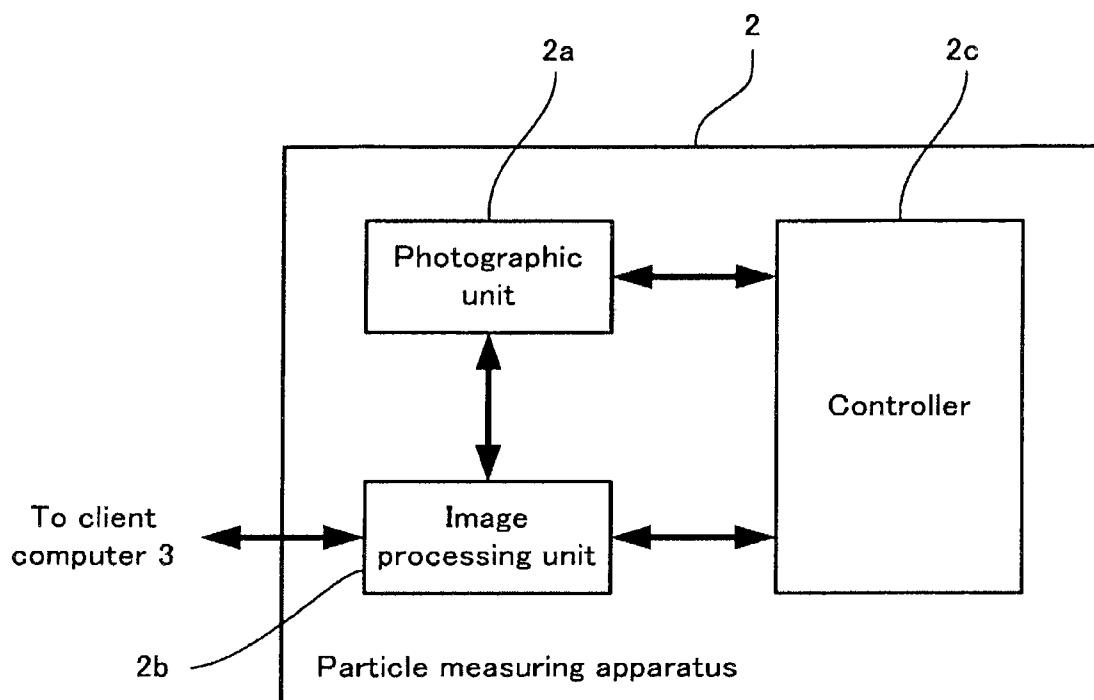 2
2a
2c
Photographic
unit
Controller
To client
computer 3
Image
processing unit
2b
Particle measuring apparatus